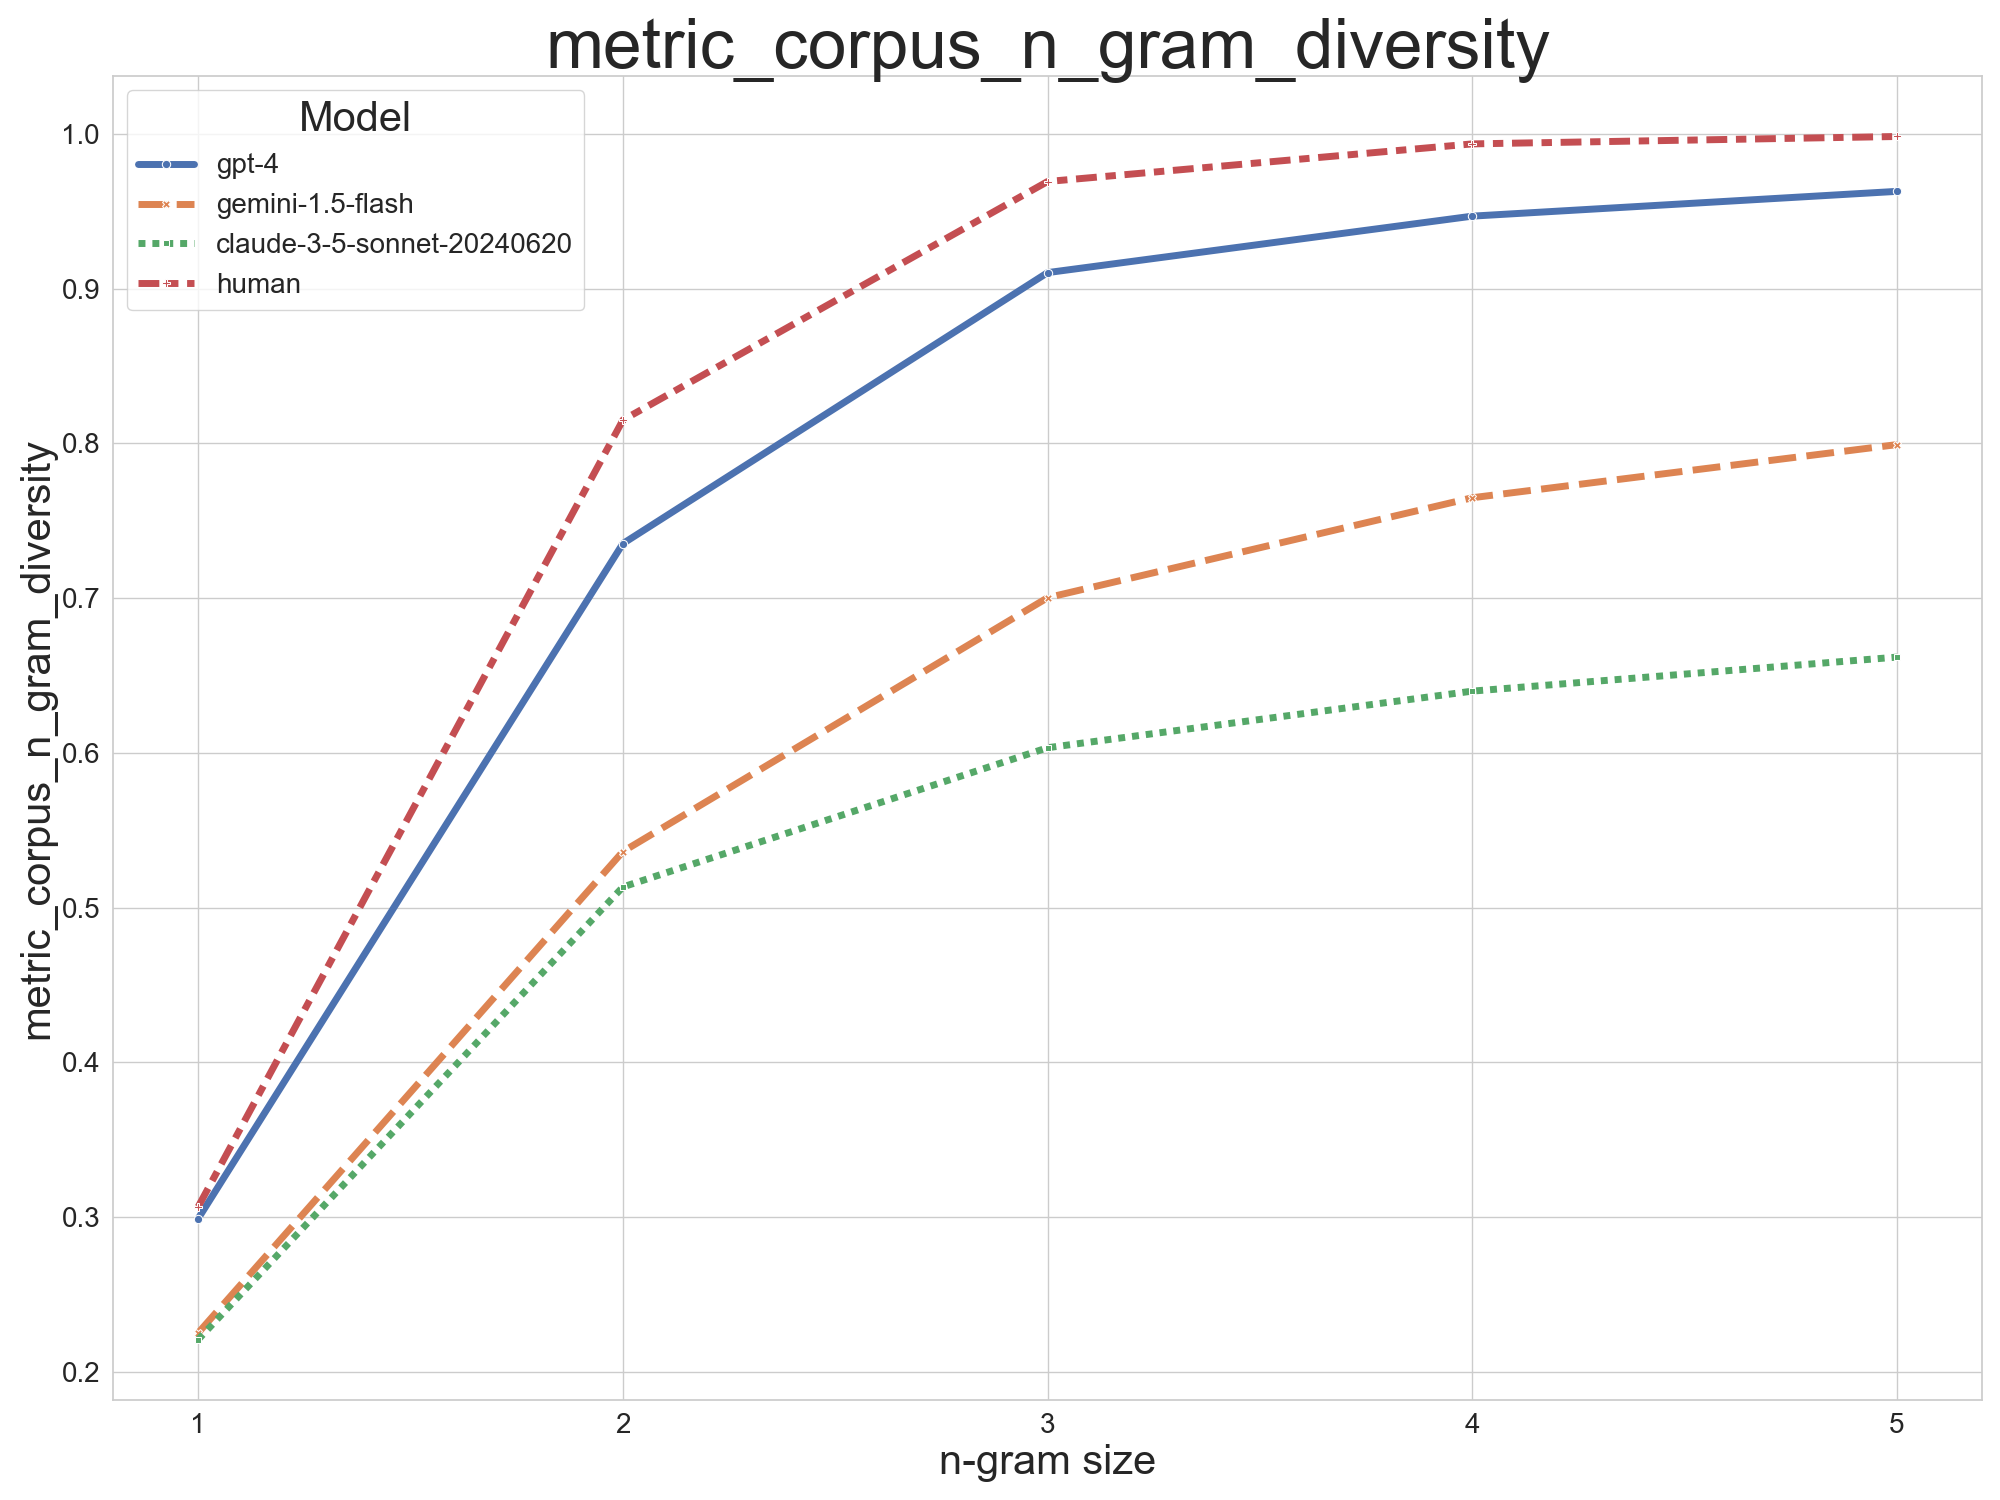 metric_corpus_n_gram_diversity
Model
gpt-4
gemini-1.5-flash
claude-3-5-sonnet-20240620
human
metric_corpus_n_gram_diversity
1.0
0.9
0.8
0.7
0.6
0.5
0.4
0.3
0.2
1 2 3 4 5
n-gram size